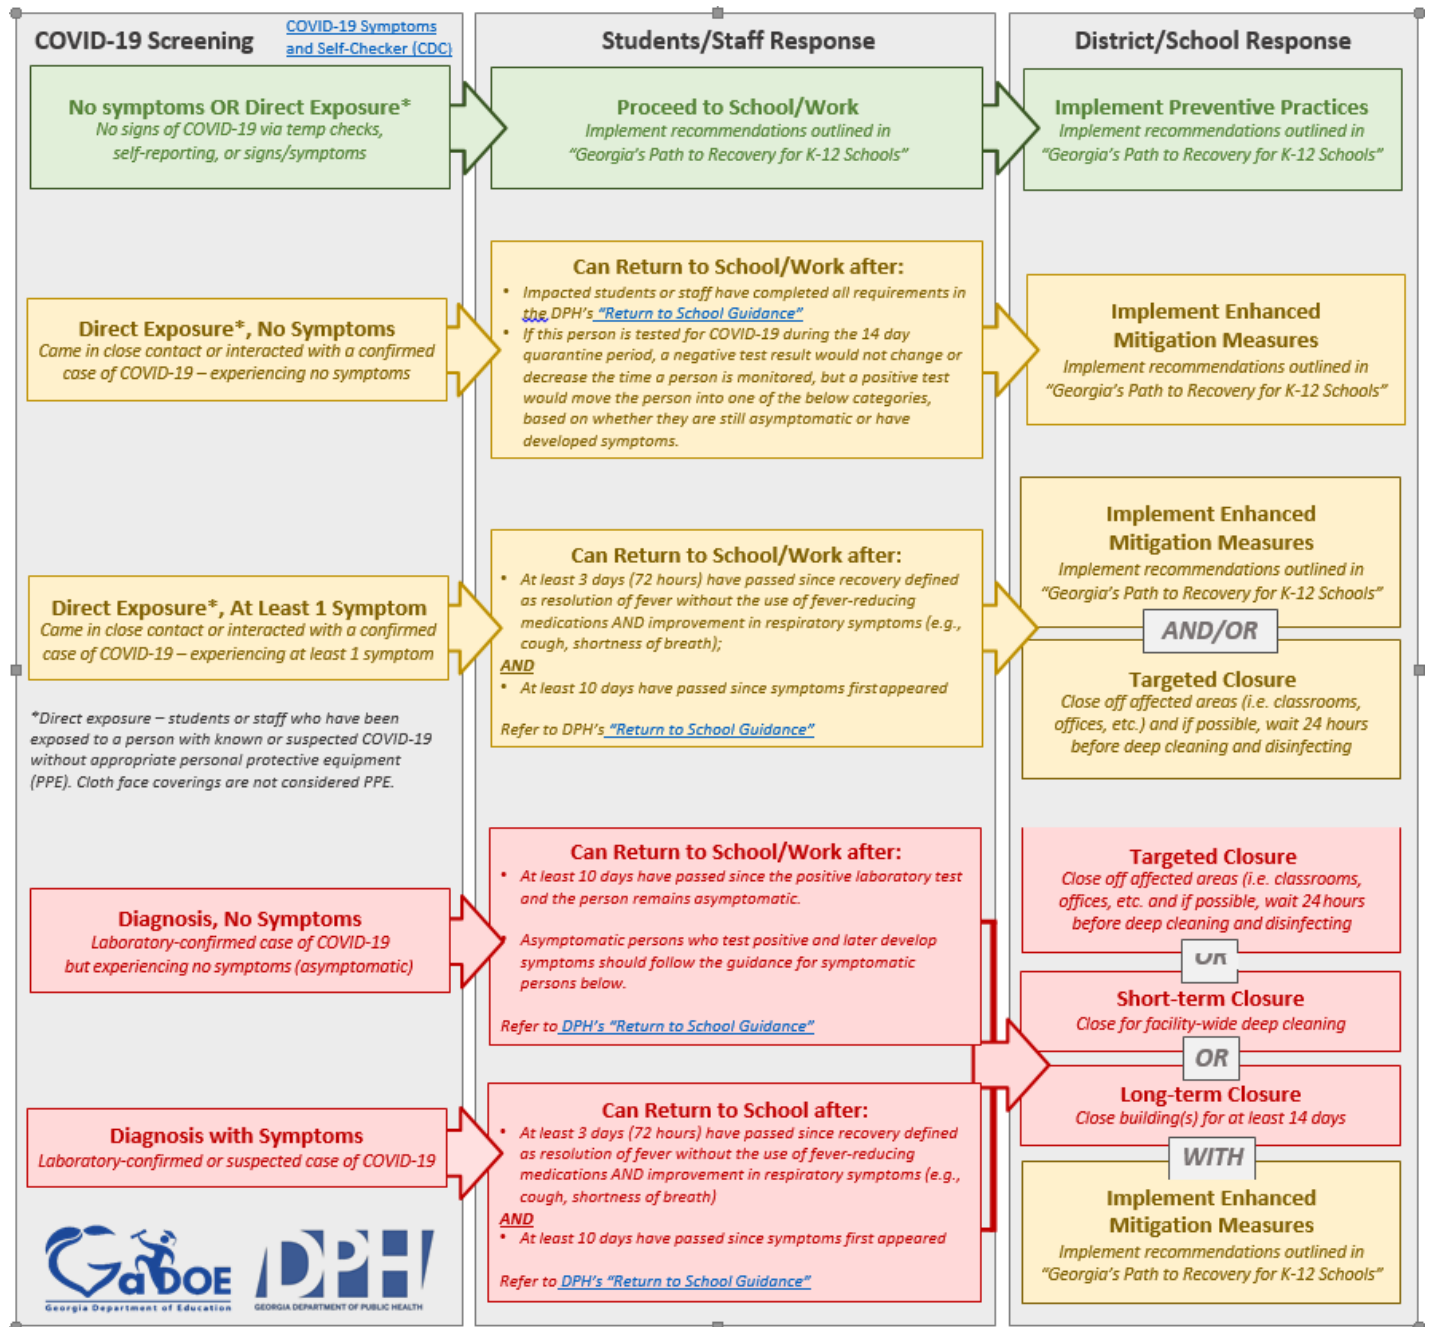 COVID-19 Screening
COVID-19 Symptoms
and Self-Checker (CDC)
Students/Staff Response
District/School Response
No symptoms OR Direct Exposure*
No signs of COVID-19 via temp checks,
self-reporting, or signs/symptoms
Proceed to School/Work
Implement recommendations outlined in
“Georgia’s Path to Recovery for K-12 Schools”
Implement Preventive Practices
Implement recommendations outlined in
“Georgia’s Path to Recovery for K-12 Schools”
Direct Exposure*, No Symptoms
Came in close contact or interacted with a confirmed
case of COVID-19 – experiencing no symptoms
Can Return to School/Work after:
• Impacted students or staff have completed all requirements in
the DPH’s “Return to School Guidance”
• If this person is tested for COVID-19 during the 14 day
quarantine period, a negative test result would not change or
decrease the time a person is monitored, but a positive test
would move the person into one of the below categories,
based on whether they are still asymptomatic or have
developed symptoms.
Implement Enhanced
Mitigation Measures
Implement recommendations outlined in
“Georgia’s Path to Recovery for K-12 Schools”
Direct Exposure*, At Least 1 Symptom
Came in close contact or interacted with a confirmed
case of COVID-19 – experiencing at least 1 symptom
Can Return to School/Work after:
• At least 3 days (72 hours) have passed since recovery defined
as resolution of fever without the use of fever-reducing
medications AND improvement in respiratory symptoms (e.g.,
cough, shortness of breath);
AND
• At least 10 days have passed since symptoms first appeared
Refer to DPH’s “Return to School Guidance”
Implement Enhanced
Mitigation Measures
Implement recommendations outlined in
“Georgia’s Path to Recovery for K-12 Schools”
AND/OR
Targeted Closure
Close off affected areas (i.e. classrooms,
offices, etc.) and if possible, wait 24 hours
before deep cleaning and disinfecting
*Direct exposure – students or staff who have been
exposed to a person with known or suspected COVID-19
without appropriate personal protective equipment
(PPE). Cloth face coverings are not considered PPE.
Diagnosis, No Symptoms
Laboratory-confirmed case of COVID-19
but experiencing no symptoms (asymptomatic)
Can Return to School/Work after:
• At least 10 days have passed since the positive laboratory test
and the person remains asymptomatic.
• Asymptomatic persons who test positive and later develop
symptoms should follow the guidance for symptomatic
persons below.
Refer to DPH’s “Return to School Guidance”
Targeted Closure
Close off affected areas (i.e. classrooms,
offices, etc. and if possible, wait 24 hours
before deep cleaning and disinfecting
OR
Short-term Closure
Close for facility-wide deep cleaning
OR
Long-term Closure
Close building(s) for at least 14 days
WITH
Implement Enhanced
Mitigation Measures
Implement recommendations outlined in
“Georgia’s Path to Recovery for K-12 Schools”
Diagnosis with Symptoms
Laboratory-confirmed or suspected case of COVID-19
Can Return to School after:
• At least 3 days (72 hours) have passed since recovery defined
as resolution of fever without the use of fever-reducing
medications AND improvement in respiratory symptoms (e.g.,
cough, shortness of breath)
AND
• At least 10 days have passed since symptoms first appeared
Refer to DPH’s “Return to School Guidance”
GaDOE
Georgia Department of Education
DPH
GEORGIA DEPARTMENT OF PUBLIC HEALTH